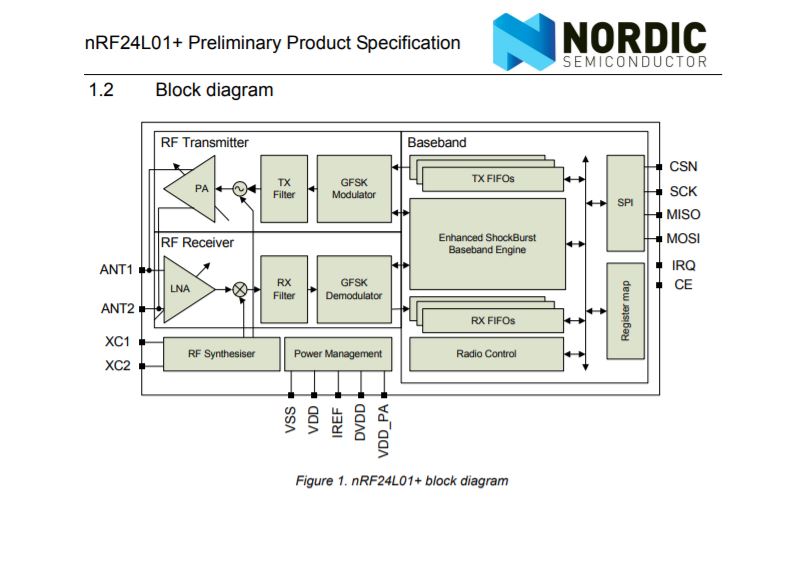 nRF24L01+ Preliminary Product Specification
NORDIC
SEMICONDUCTOR
1.2 Block diagram
RF Transmitter
Baseband
PA
TX
Filter
GFSK
Modulator
TX FIFOs
SPI
CSN
SCK
MISO
MOSI
Enhanced ShockBurst
Baseband Engine
RF Receiver
LNA
RX
Filter
GFSK
Demodulator
RX FIFOs
Register map
IRQ
CE
ANT1
ANT2
XC1
XC2
RF Synthesiser
Power Management
Radio Control
VSS
VDD
IREF
DVDD
VDD_PA
Figure 1. nRF24L01+ block diagram